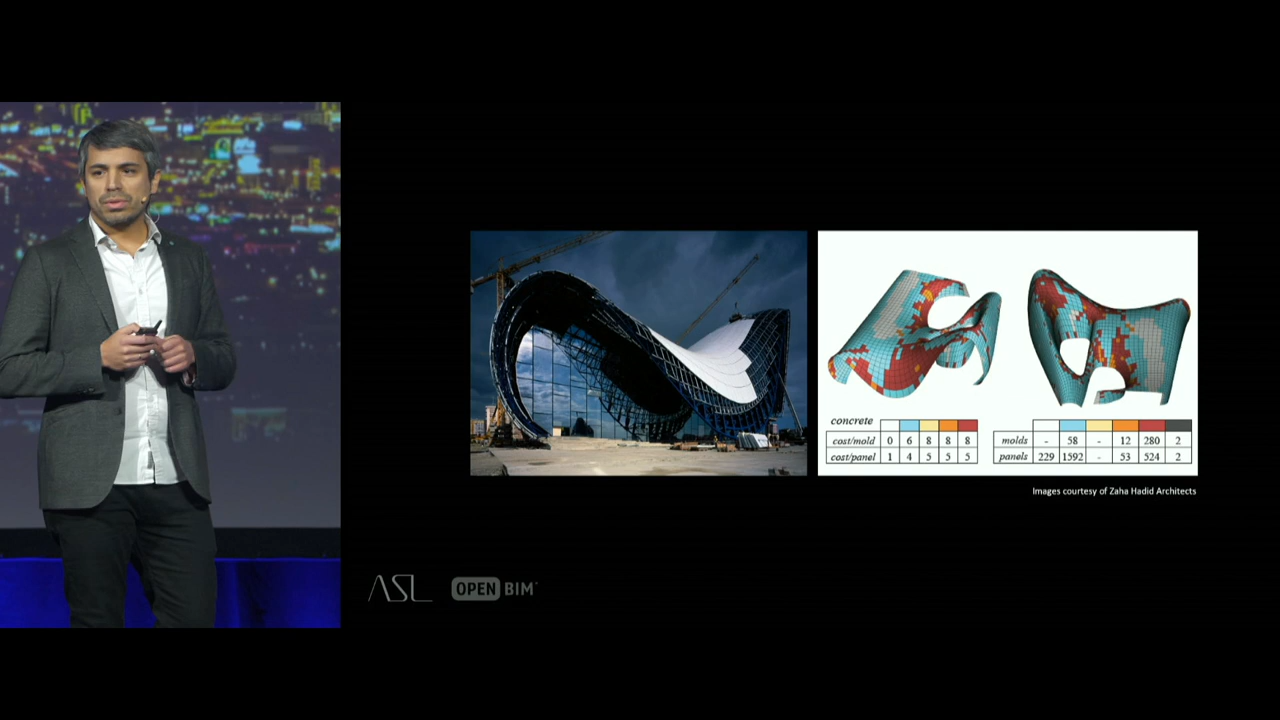 concrete
cost/mold 0 6 8 8 8
cost/panel 1 4 5 5 5
molds - 58 - 12 280 2
panels 229 1592 - 53 524 2
Images courtesy of Zaha Hadid Architects
ASL OPEN BIM